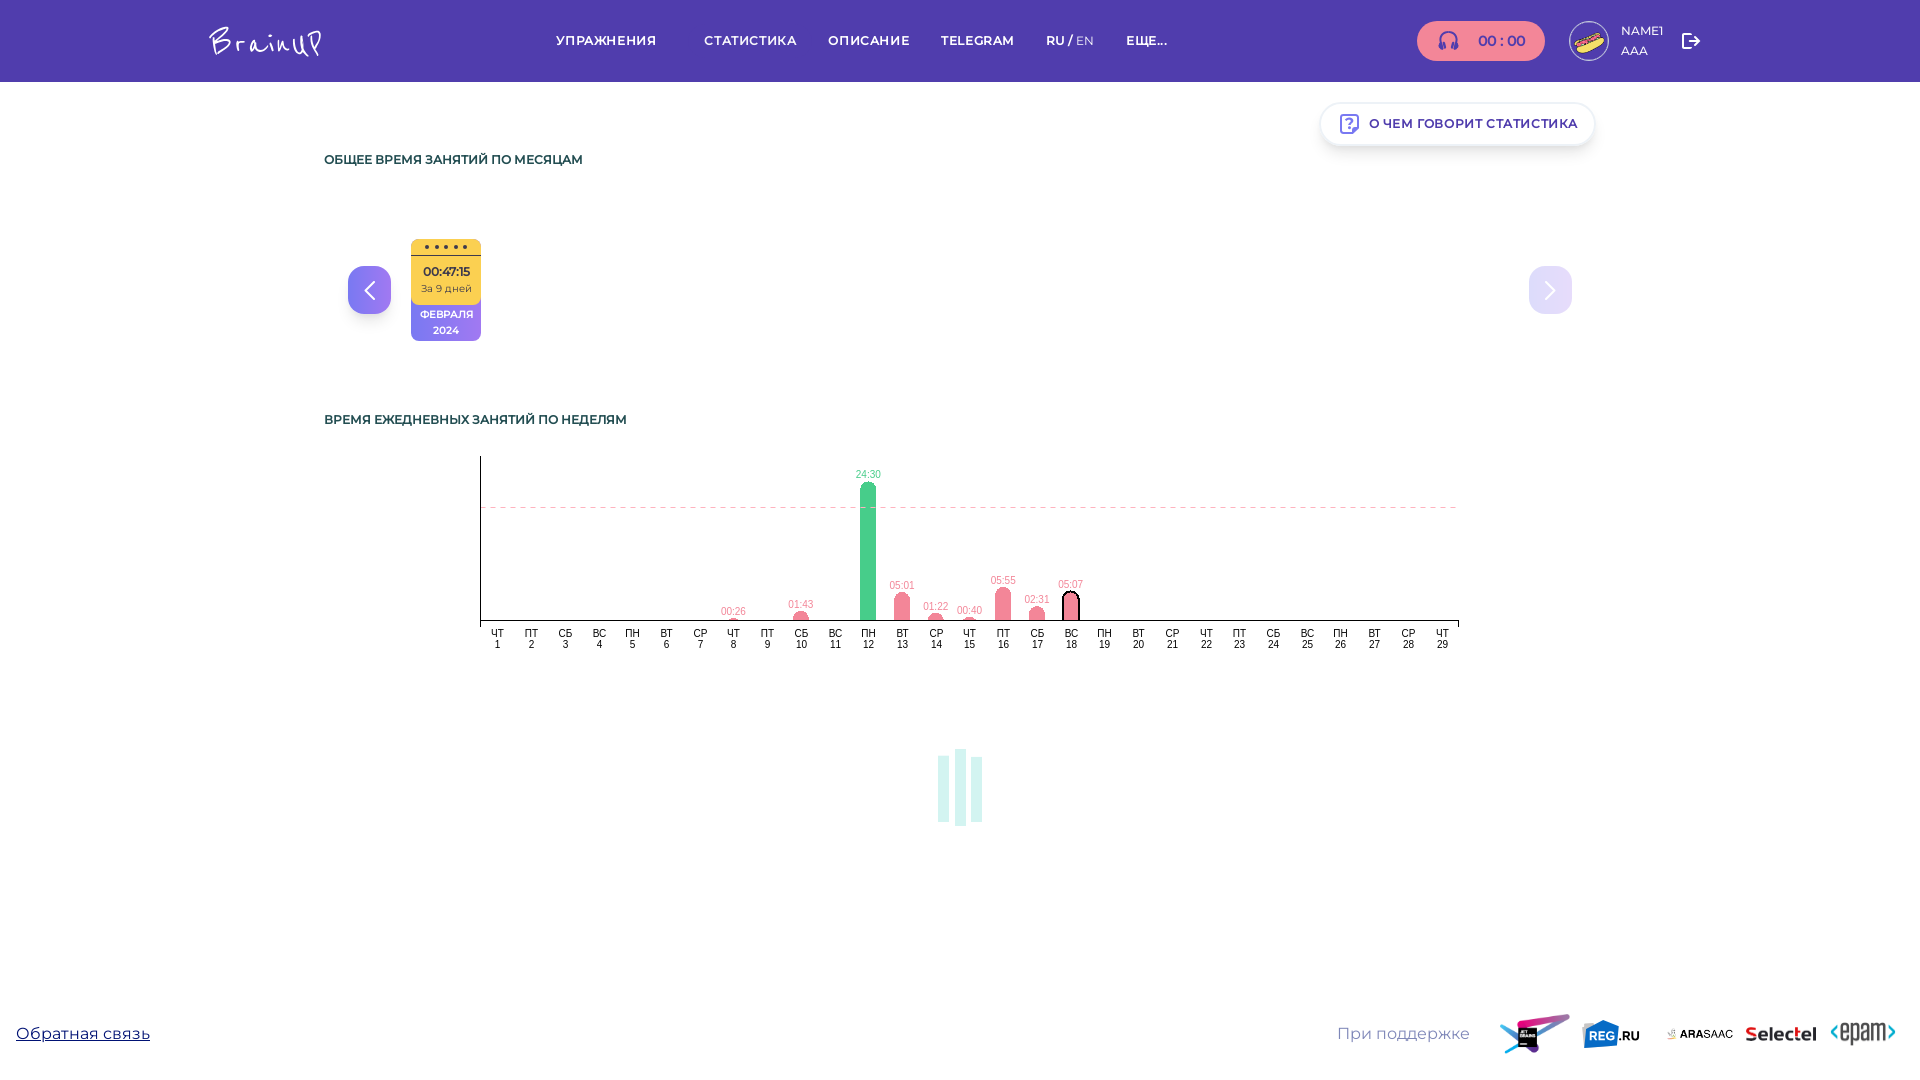 BrainUP
УПРАЖНЕНИЯ СТАТИСТИКА ОПИСАНИЕ TELEGRAM RU / EN ЕЩЕ...
00 : 00
NAME1
AAA
О ЧЕМ ГОВОРИТ СТАТИСТИКА
ОБЩЕЕ ВРЕМЯ ЗАНЯТИЙ ПО МЕСЯЦАМ
00:47:15
За 9 дней
ФЕВРАЛЯ
2024
ВРЕМЯ ЕЖЕДНЕВНЫХ ЗАНЯТИЙ ПО НЕДЕЛЯМ
00:26 01:43 24:30 05:01 01:22 00:40 05:55 02:31 05:07
ЧТ ПТ СБ ВС ПН ВТ СР ЧТ ПТ СБ ВС ПН ВТ СР ЧТ ПТ СБ ВС ПН ВТ СР ЧТ ПТ СБ ВС ПН ВТ СР ЧТ
1 2 3 4 5 6 7 8 9 10 11 12 13 14 15 16 17 18 19 20 21 22 23 24 25 26 27 28 29
Обратная связь
При поддержке
JET
BRAINS
REG.RU
ARASAAC
Selectel
<epam>